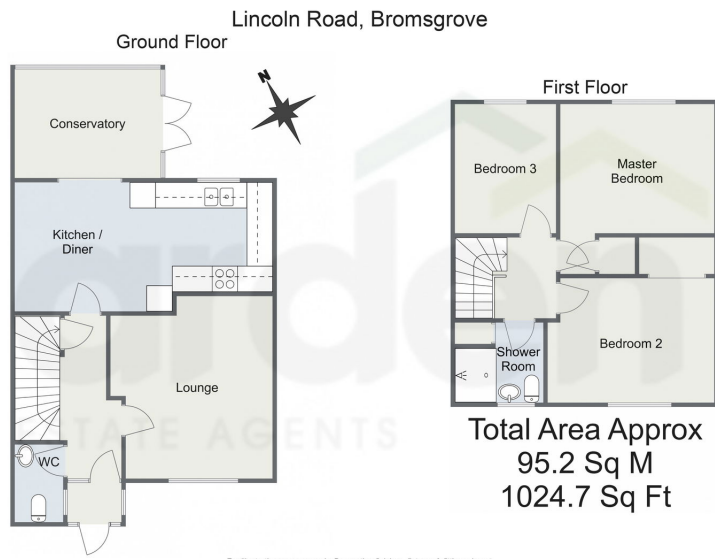 Lincoln Road, Bromsgrove
Ground Floor
N
Conservatory
Kitchen /
Diner
Lounge
WC
First Floor
Bedroom 3
Master
Bedroom
Shower
Room
Bedroom 2
arden
ESTATE AGENTS
Total Area Approx
95.2 Sq M
1024.7 Sq Ft